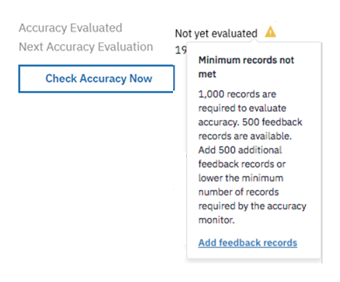 Accuracy Evaluated
Not yet evaluated
Next Accuracy Evaluation
19
Check Accuracy Now
Minimum records not
met
1,000 records are
required to evaluate
accuracy. 500 feedback
records are available.
Add 500 additional
feedback records or
lower the minimum
number of records
required by the accuracy
monitor.
Add feedback records